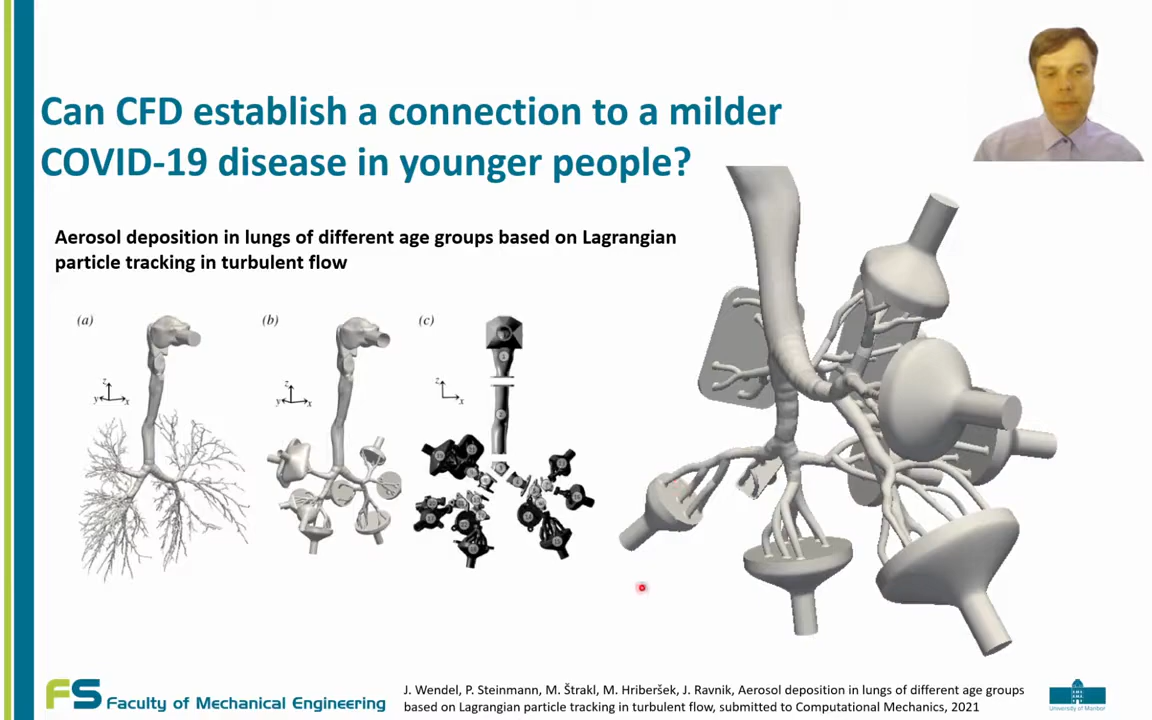 Can CFD establish a connection to a milder
COVID-19 disease in younger people?
Aerosol deposition in lungs of different age groups based on Lagrangian
particle tracking in turbulent flow
(a)
(b)
(c)
z
y
x
z
y
x
z
x
FS Faculty of Mechanical Engineering
J. Wendel, P. Steinmann, M. Štrakl, M. Hriberšek, J. Ravnik, Aerosol deposition in lungs of different age groups
based on Lagrangian particle tracking in turbulent flow, submitted to Computational Mechanics, 2021
University of Maribor